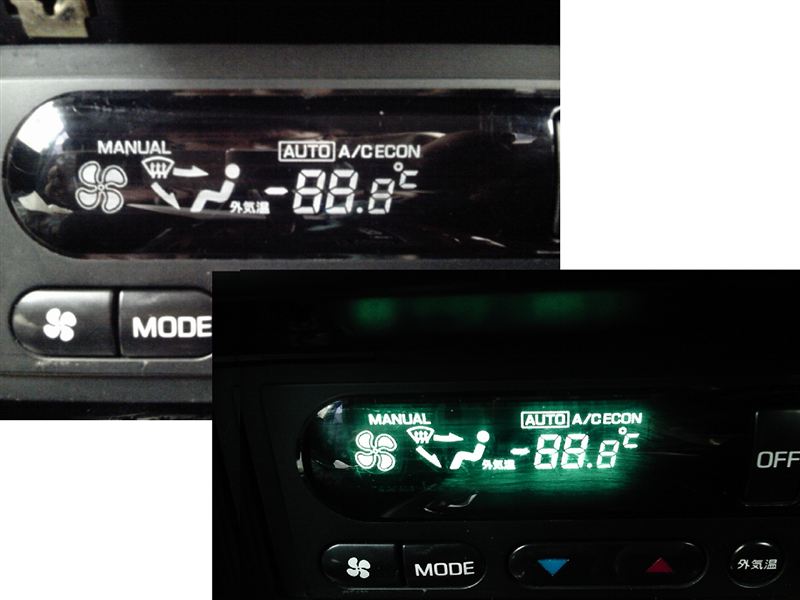 MANUAL AUTO A/C ECON
外気温 -88.8℃
MODE
MANUAL AUTO A/C ECON
外気温 -88.8℃
OFF
MODE 外気温